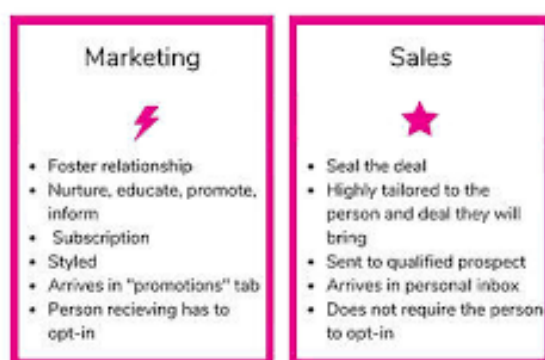 Marketing
• Foster relationship
• Nurture, educate, promote,
inform
• Subscription
• Styled
• Arrives in "promotions" tab
• Person recieving has to
opt-in
Sales
• Seal the deal
• Highly tailored to the
person and deal they will
bring
• Sent to qualified prospect
• Arrives in personal inbox
• Does not require the person
to opt-in